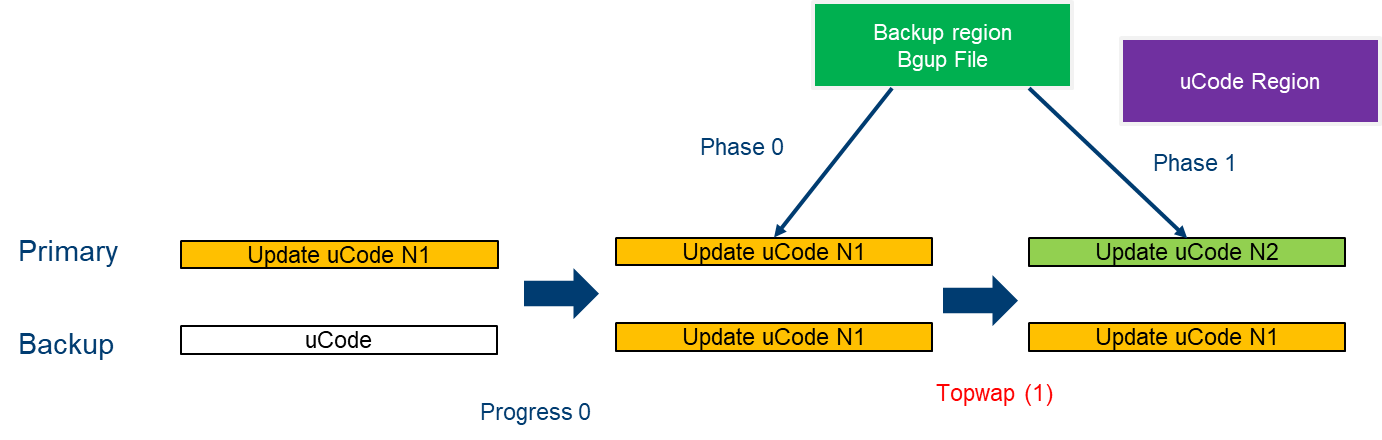 Backup region
Bgup File
uCode Region
Phase 0
Phase 1
Primary
Update uCode N1
Update uCode N1
Update uCode N2
Backup
uCode
Update uCode N1
Update uCode N1
Topwap (1)
Progress 0